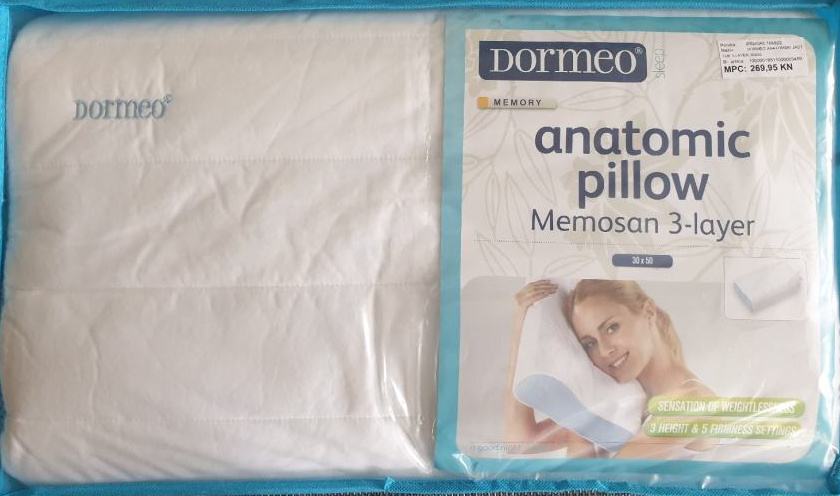 Dormeo®
Dormeo®
sleep
MPC: 269,95 KN
MEMORY
anatomic
pillow
Memosan 3-layer
30 x 50
SENSATION OF WEIGHTLESSNESS
3 HEIGHT & 5 FIRMNESS SETTINGS